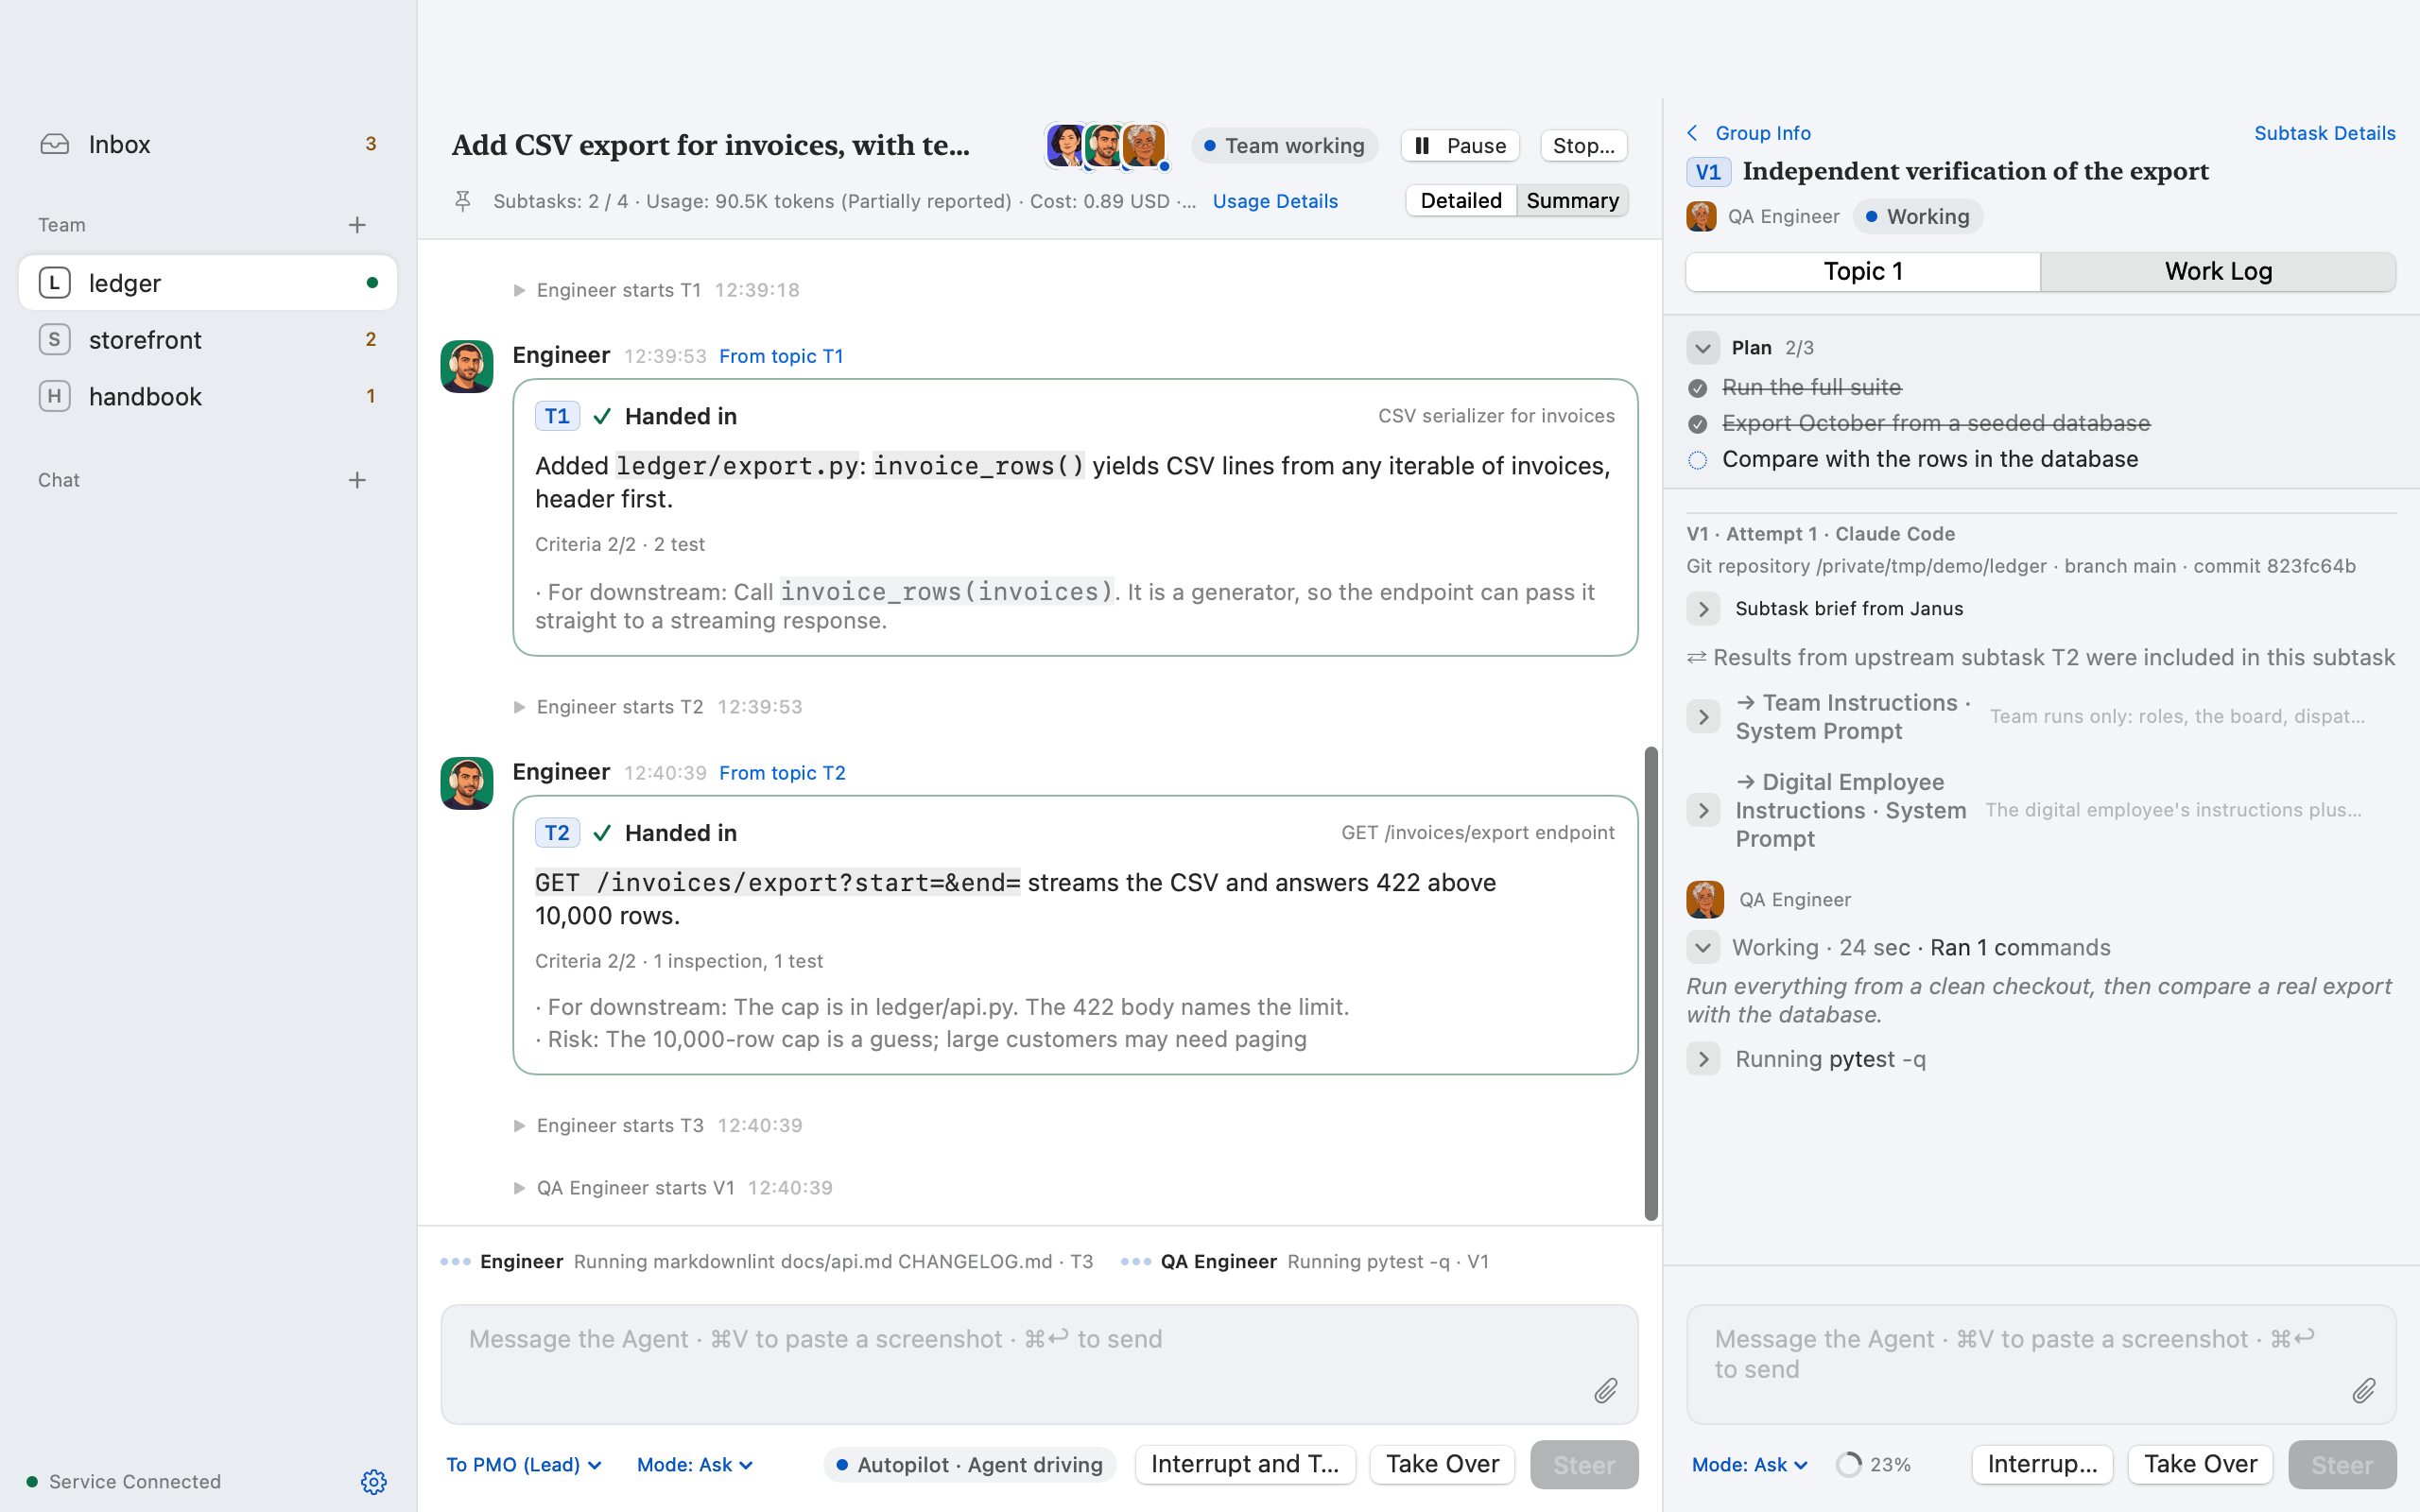 Inbox 3
Team
L ledger
S storefront 2
H handbook 1
Chat
Service Connected
Add CSV export for invoices, with te...
Team working
Pause
Stop...
Subtasks: 2 / 4 · Usage: 90.5K tokens (Partially reported) · Cost: 0.89 USD ·...
Usage Details
Detailed
Summary
Engineer starts T1 12:39:18
Engineer 12:39:53 From topic T1
T1 Handed in
CSV serializer for invoices
Added ledger/export.py: invoice_rows() yields CSV lines from any iterable of invoices,
header first.
Criteria 2/2 · 2 test
· For downstream: Call invoice_rows(invoices). It is a generator, so the endpoint can pass it
straight to a streaming response.
Engineer starts T2 12:39:53
Engineer 12:40:39 From topic T2
T2 Handed in
GET /invoices/export endpoint
GET /invoices/export?start=&end= streams the CSV and answers 422 above
10,000 rows.
Criteria 2/2 · 1 inspection, 1 test
· For downstream: The cap is in ledger/api.py. The 422 body names the limit.
· Risk: The 10,000-row cap is a guess; large customers may need paging
Engineer starts T3 12:40:39
QA Engineer starts V1 12:40:39
Engineer Running markdownlint docs/api.md CHANGELOG.md · T3
QA Engineer Running pytest -q · V1
Message the Agent · ⌘V to paste a screenshot · ⌘↩ to send
To PMO (Lead)
Mode: Ask
Autopilot · Agent driving
Interrupt and T...
Take Over
Steer
Group Info
Subtask Details
V1 Independent verification of the export
QA Engineer
Working
Topic 1
Work Log
Plan 2/3
Run the full suite
Export October from a seeded database
Compare with the rows in the database
V1 · Attempt 1 · Claude Code
Git repository /private/tmp/demo/ledger · branch main · commit 823fc64b
Subtask brief from Janus
⇄ Results from upstream subtask T2 were included in this subtask
→ Team Instructions ·
System Prompt
Team runs only: roles, the board, dispat...
→ Digital Employee
Instructions · System
Prompt
The digital employee's instructions plus...
QA Engineer
Working · 24 sec · Ran 1 commands
Run everything from a clean checkout, then compare a real export
with the database.
Running pytest -q
Message the Agent · ⌘V to paste a screenshot · ⌘↩
to send
Mode: Ask
23%
Interrup...
Take Over
Steer